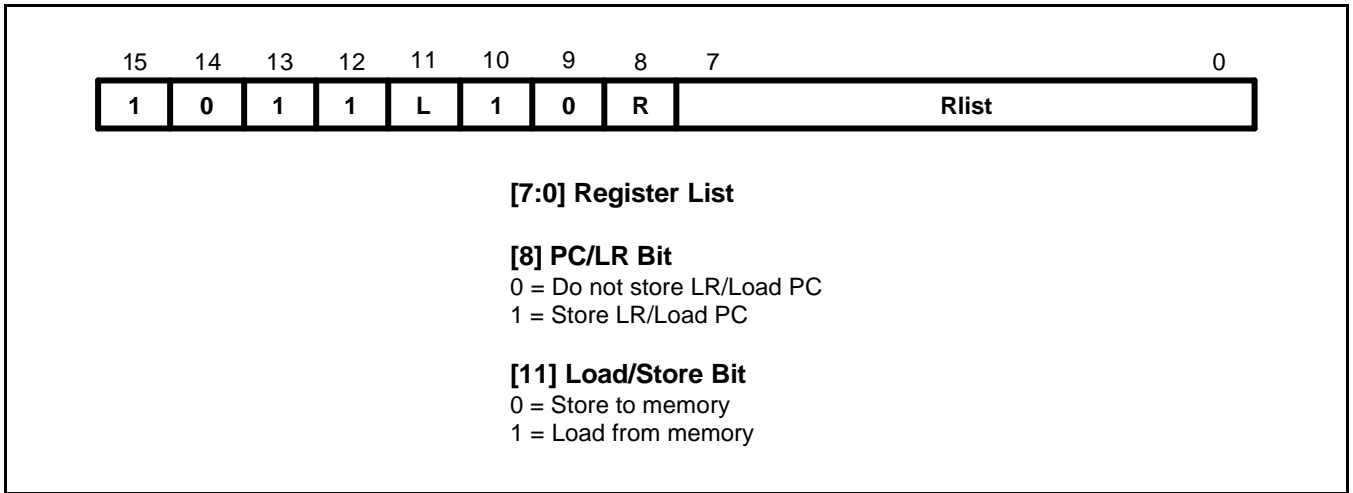 15 14 13 12 11 10 9 8 7 0
1 0 1 1 L 1 0 R Rlist
[7:0] Register List
[8] PC/LR Bit
0 = Do not store LR/Load PC
1 = Store LR/Load PC
[11] Load/Store Bit
0 = Store to memory
1 = Load from memory